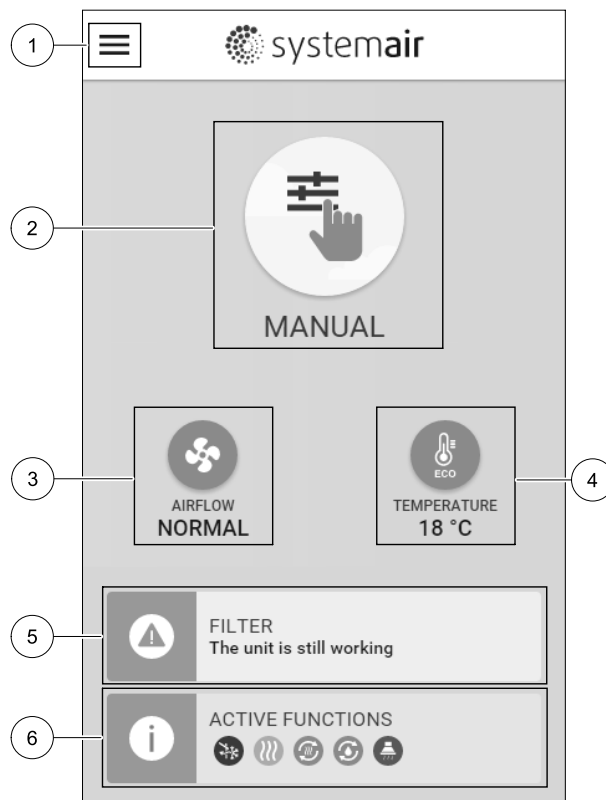 1
systemair
2
MANUAL
3
AIRFLOW
NORMAL
ECO
TEMPERATURE
18 °C
4
5
FILTER
The unit is still working
6
i
ACTIVE FUNCTIONS